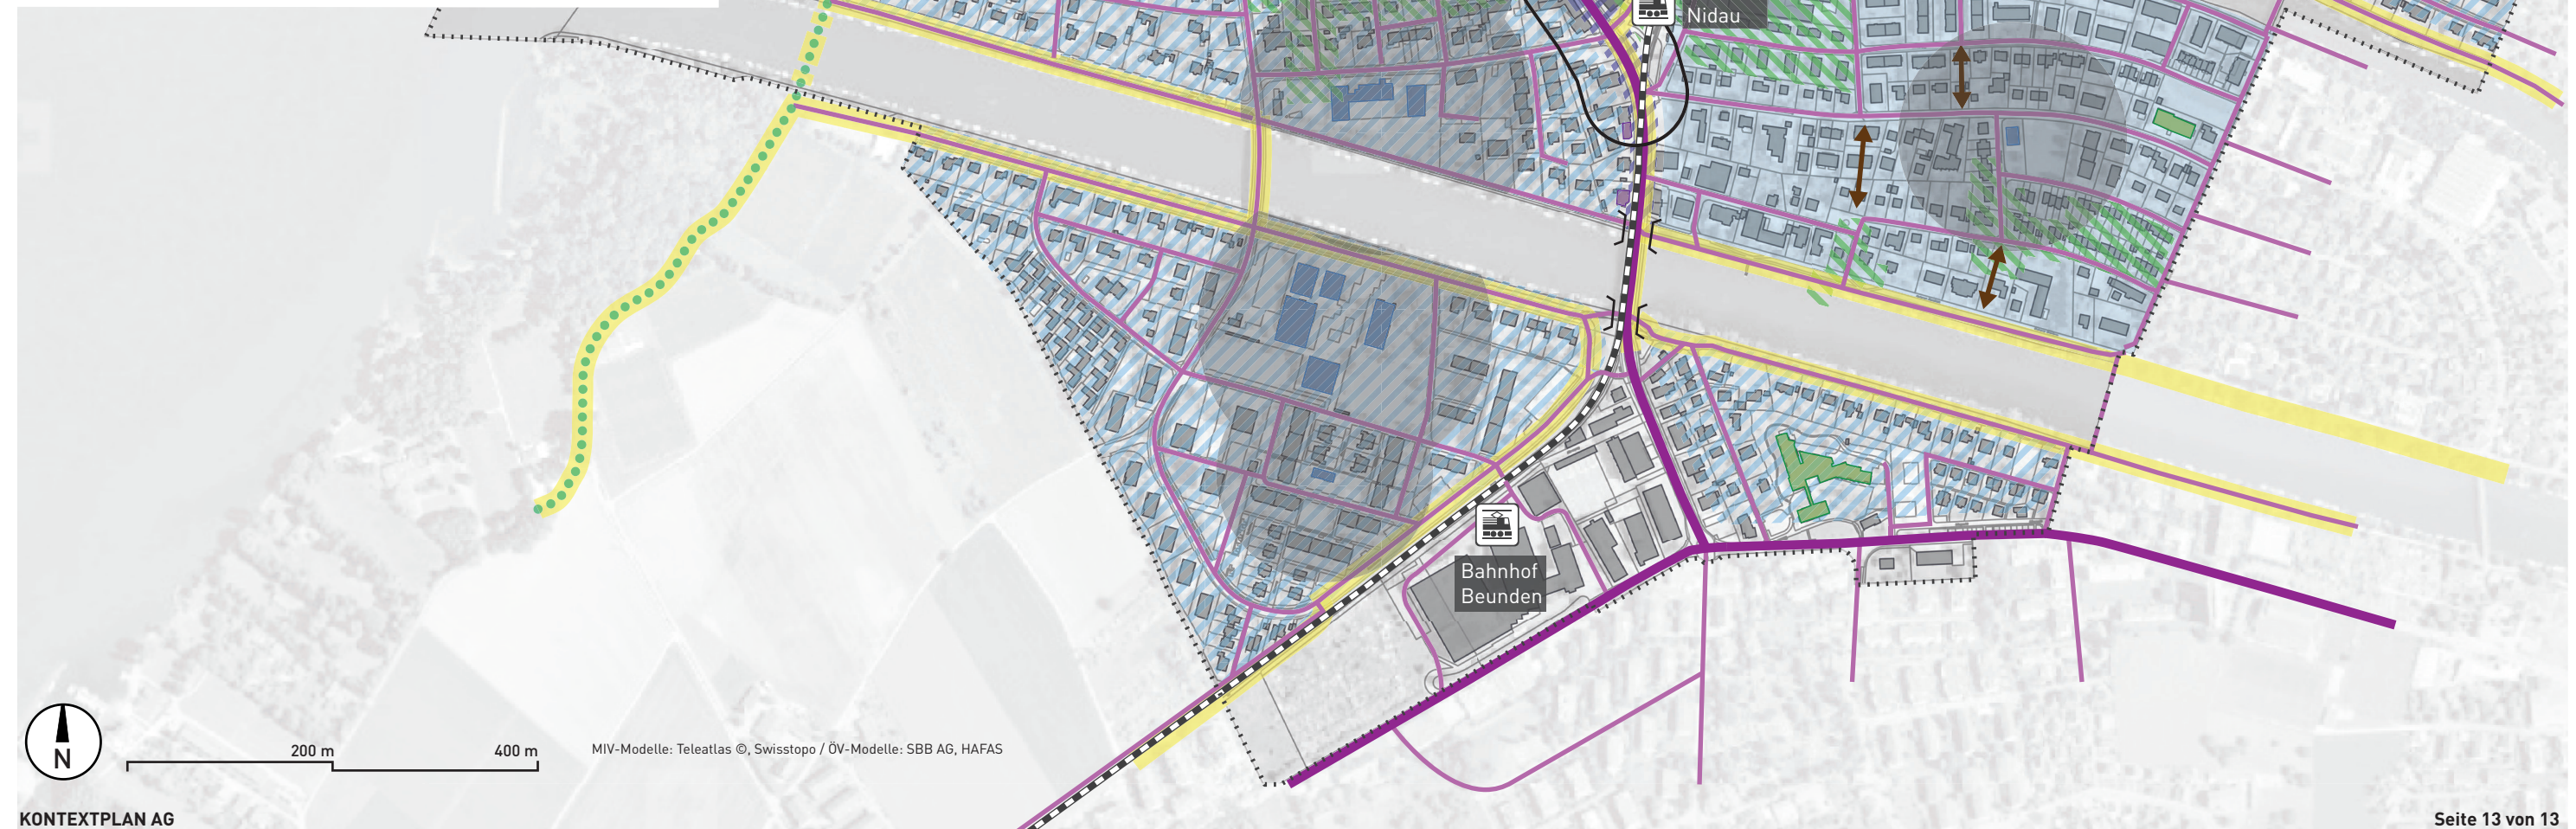 Nidau
Bahnhof
Beunden
N
200 m
400 m
MIV-Modelle: Teleatlas ©, Swisstopo / ÖV-Modelle: SBB AG, HAFAS
KONTEXTPLAN AG
Seite 13 von 13